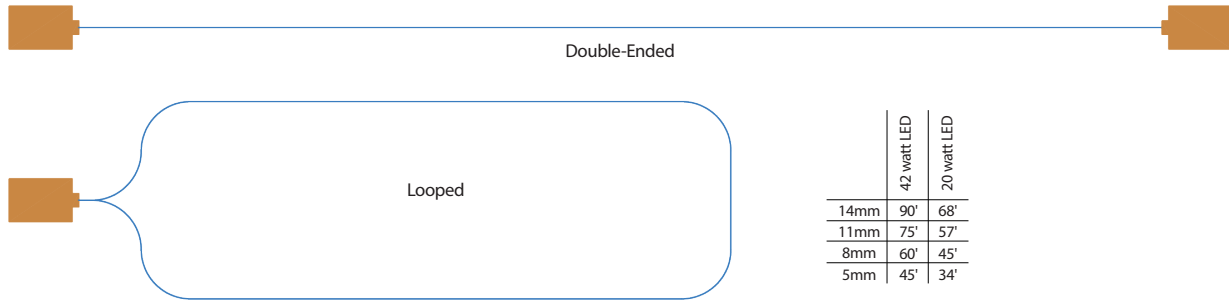 Double-Ended
Looped
42 watt LED 20 watt LED
14mm 90' 68'
11mm 75' 57'
8mm 60' 45'
5mm 45' 34'